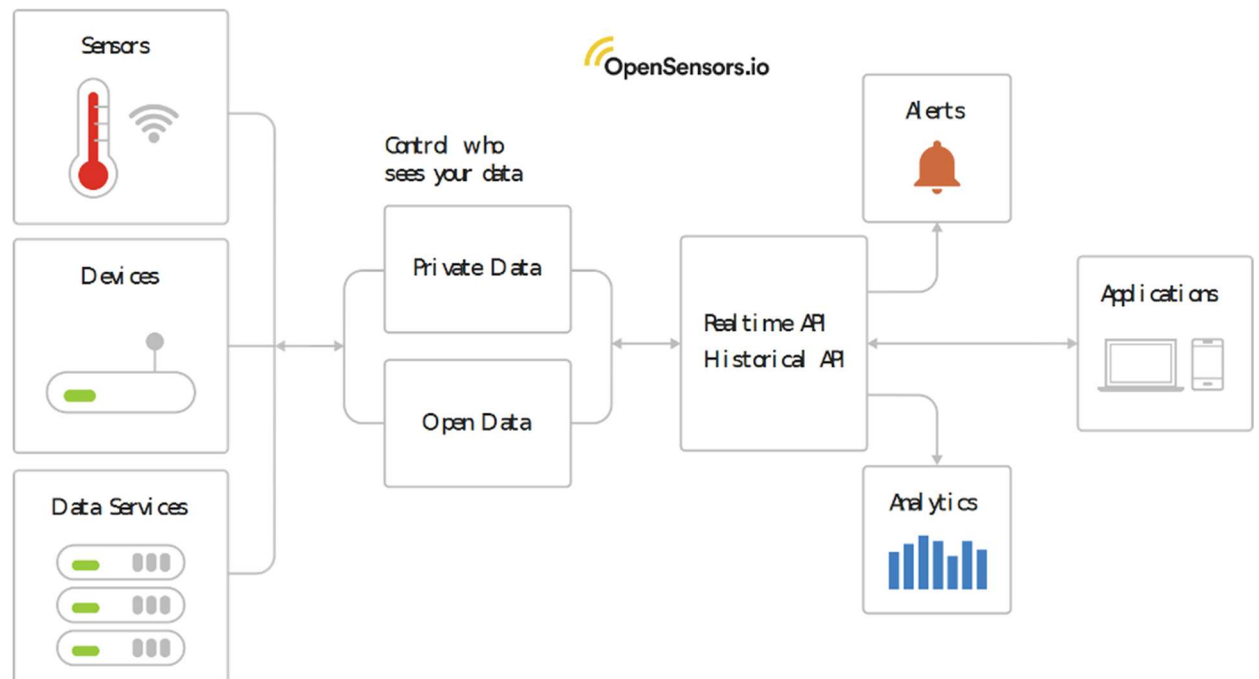 Sensors
OpenSensors.io
Alerts
Control who
sees your data
Private Data
Devices
Applications
Realtime API
Historical API
Open Data
Data Services
Analytics